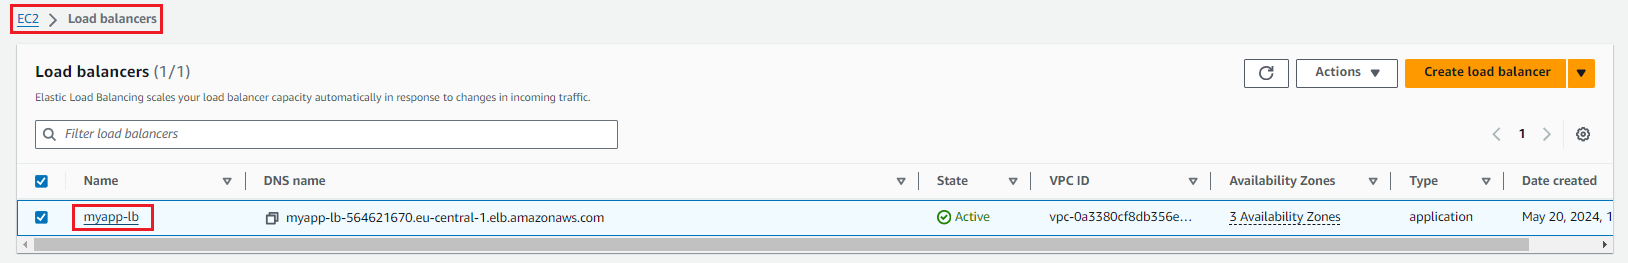 EC2 Load balancers
Load balancers (1/1)
Actions
Create load balancer
Elastic Load Balancing scales your load balancer capacity automatically in response to changes in incoming traffic.
Filter load balancers
1
Name DNS name State VPC ID Availability Zones Type Date created
myapp-lb myapp-lb-564621670.eu-central-1.elb.amazonaws.com Active vpc-0a3380cf8db356e... 3 Availability Zones application May 20, 2024, 1